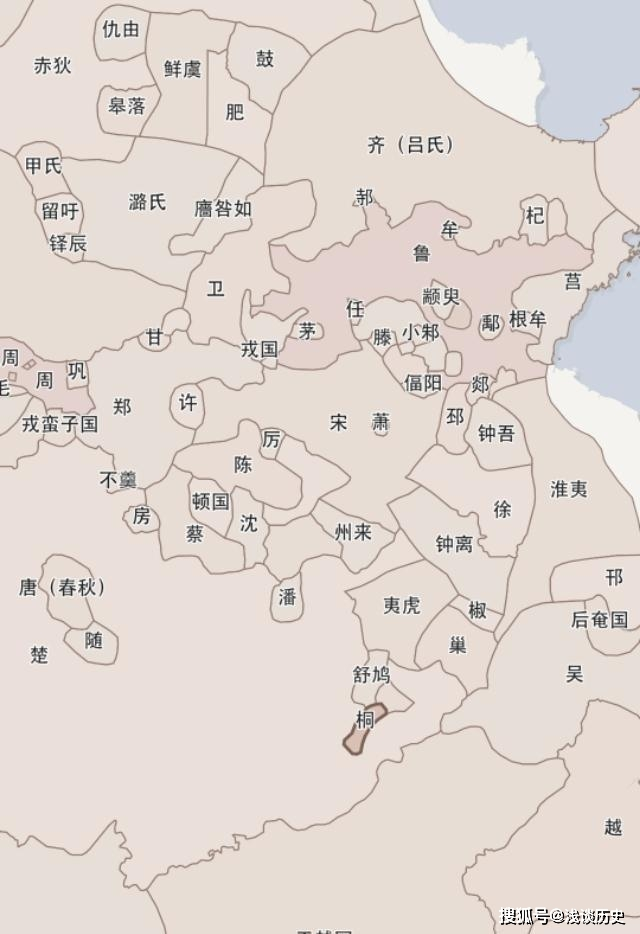 仇由
赤狄
鲜虞
鼓
皋落
肥
齐（吕氏）
甲氏
潞氏
留吁
廧咎如
邿
杞
铎辰
牟
鲁
卫
莒
颛臾
任
鄅
根牟
甘
茅
滕
小邾
戎国
周
周
巩
毛
偪阳
郯
郑
许
宋
萧
邳
钟吾
戎蛮子国
厉
陈
不羹
淮夷
顿国
徐
房
沈
蔡
州来
钟离
唐（春秋）
潘
夷虎
椒
邗
后奄国
随
巢
楚
舒鸠
吴
桐
越
搜狐号@浅谈历史